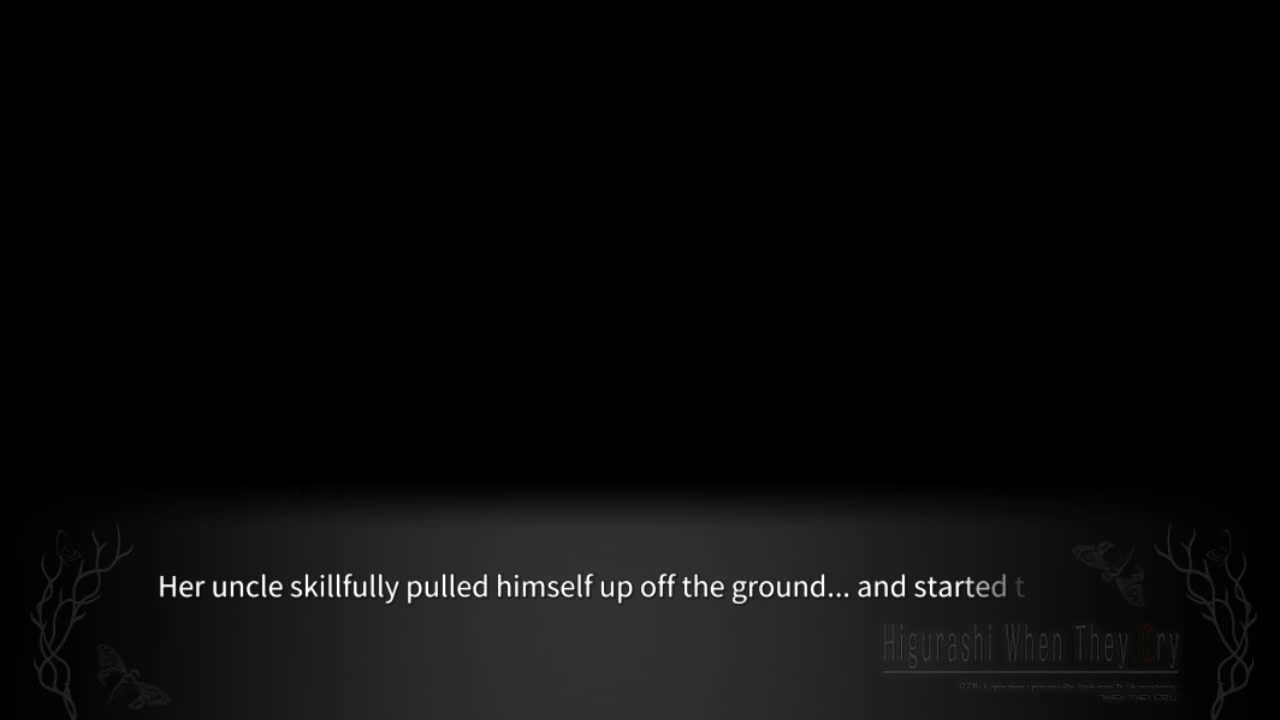 Her uncle skillfully pulled himself up off the ground... and started t
Higurashi When They Cry